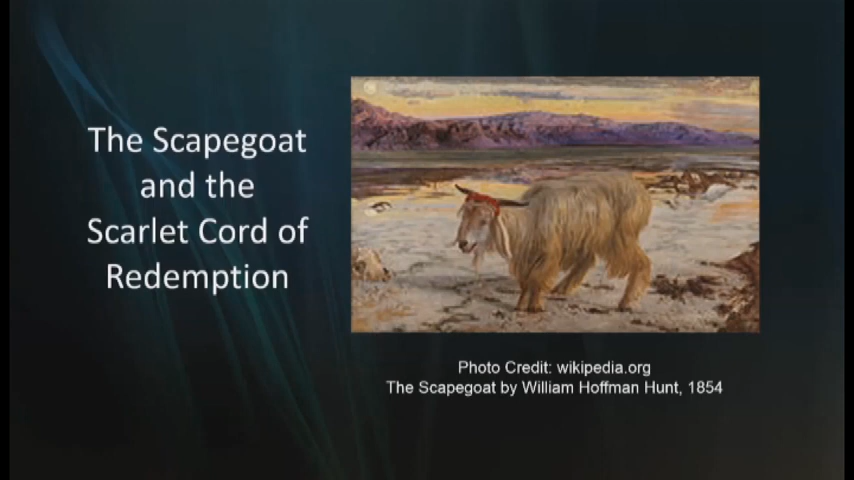 The Scapegoat
and the
Scarlet Cord of
Redemption
Photo Credit: wikipedia.org
The Scapegoat by William Hoffman Hunt, 1854